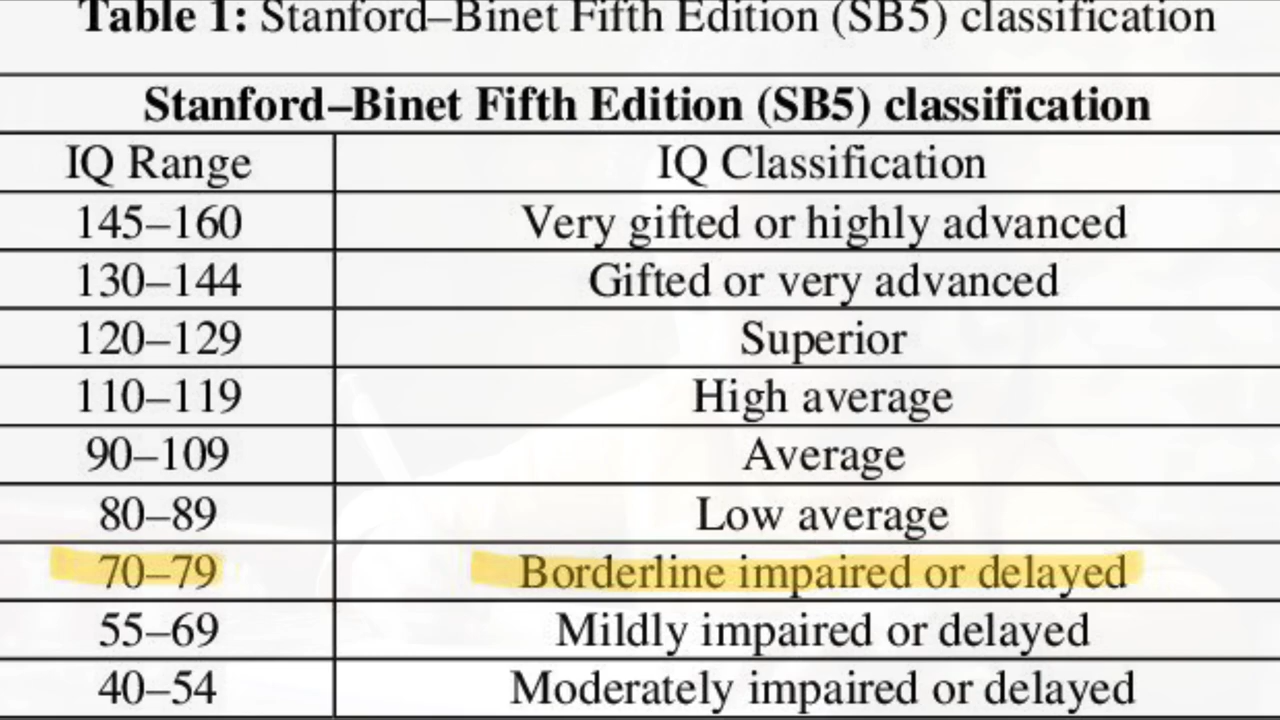 Table 1: Stanford–Binet Fifth Edition (SB5) classification
Stanford–Binet Fifth Edition (SB5) classification
IQ Range IQ Classification
145–160 Very gifted or highly advanced
130–144 Gifted or very advanced
120–129 Superior
110–119 High average
90–109 Average
80–89 Low average
70–79 Borderline impaired or delayed
55–69 Mildly impaired or delayed
40–54 Moderately impaired or delayed